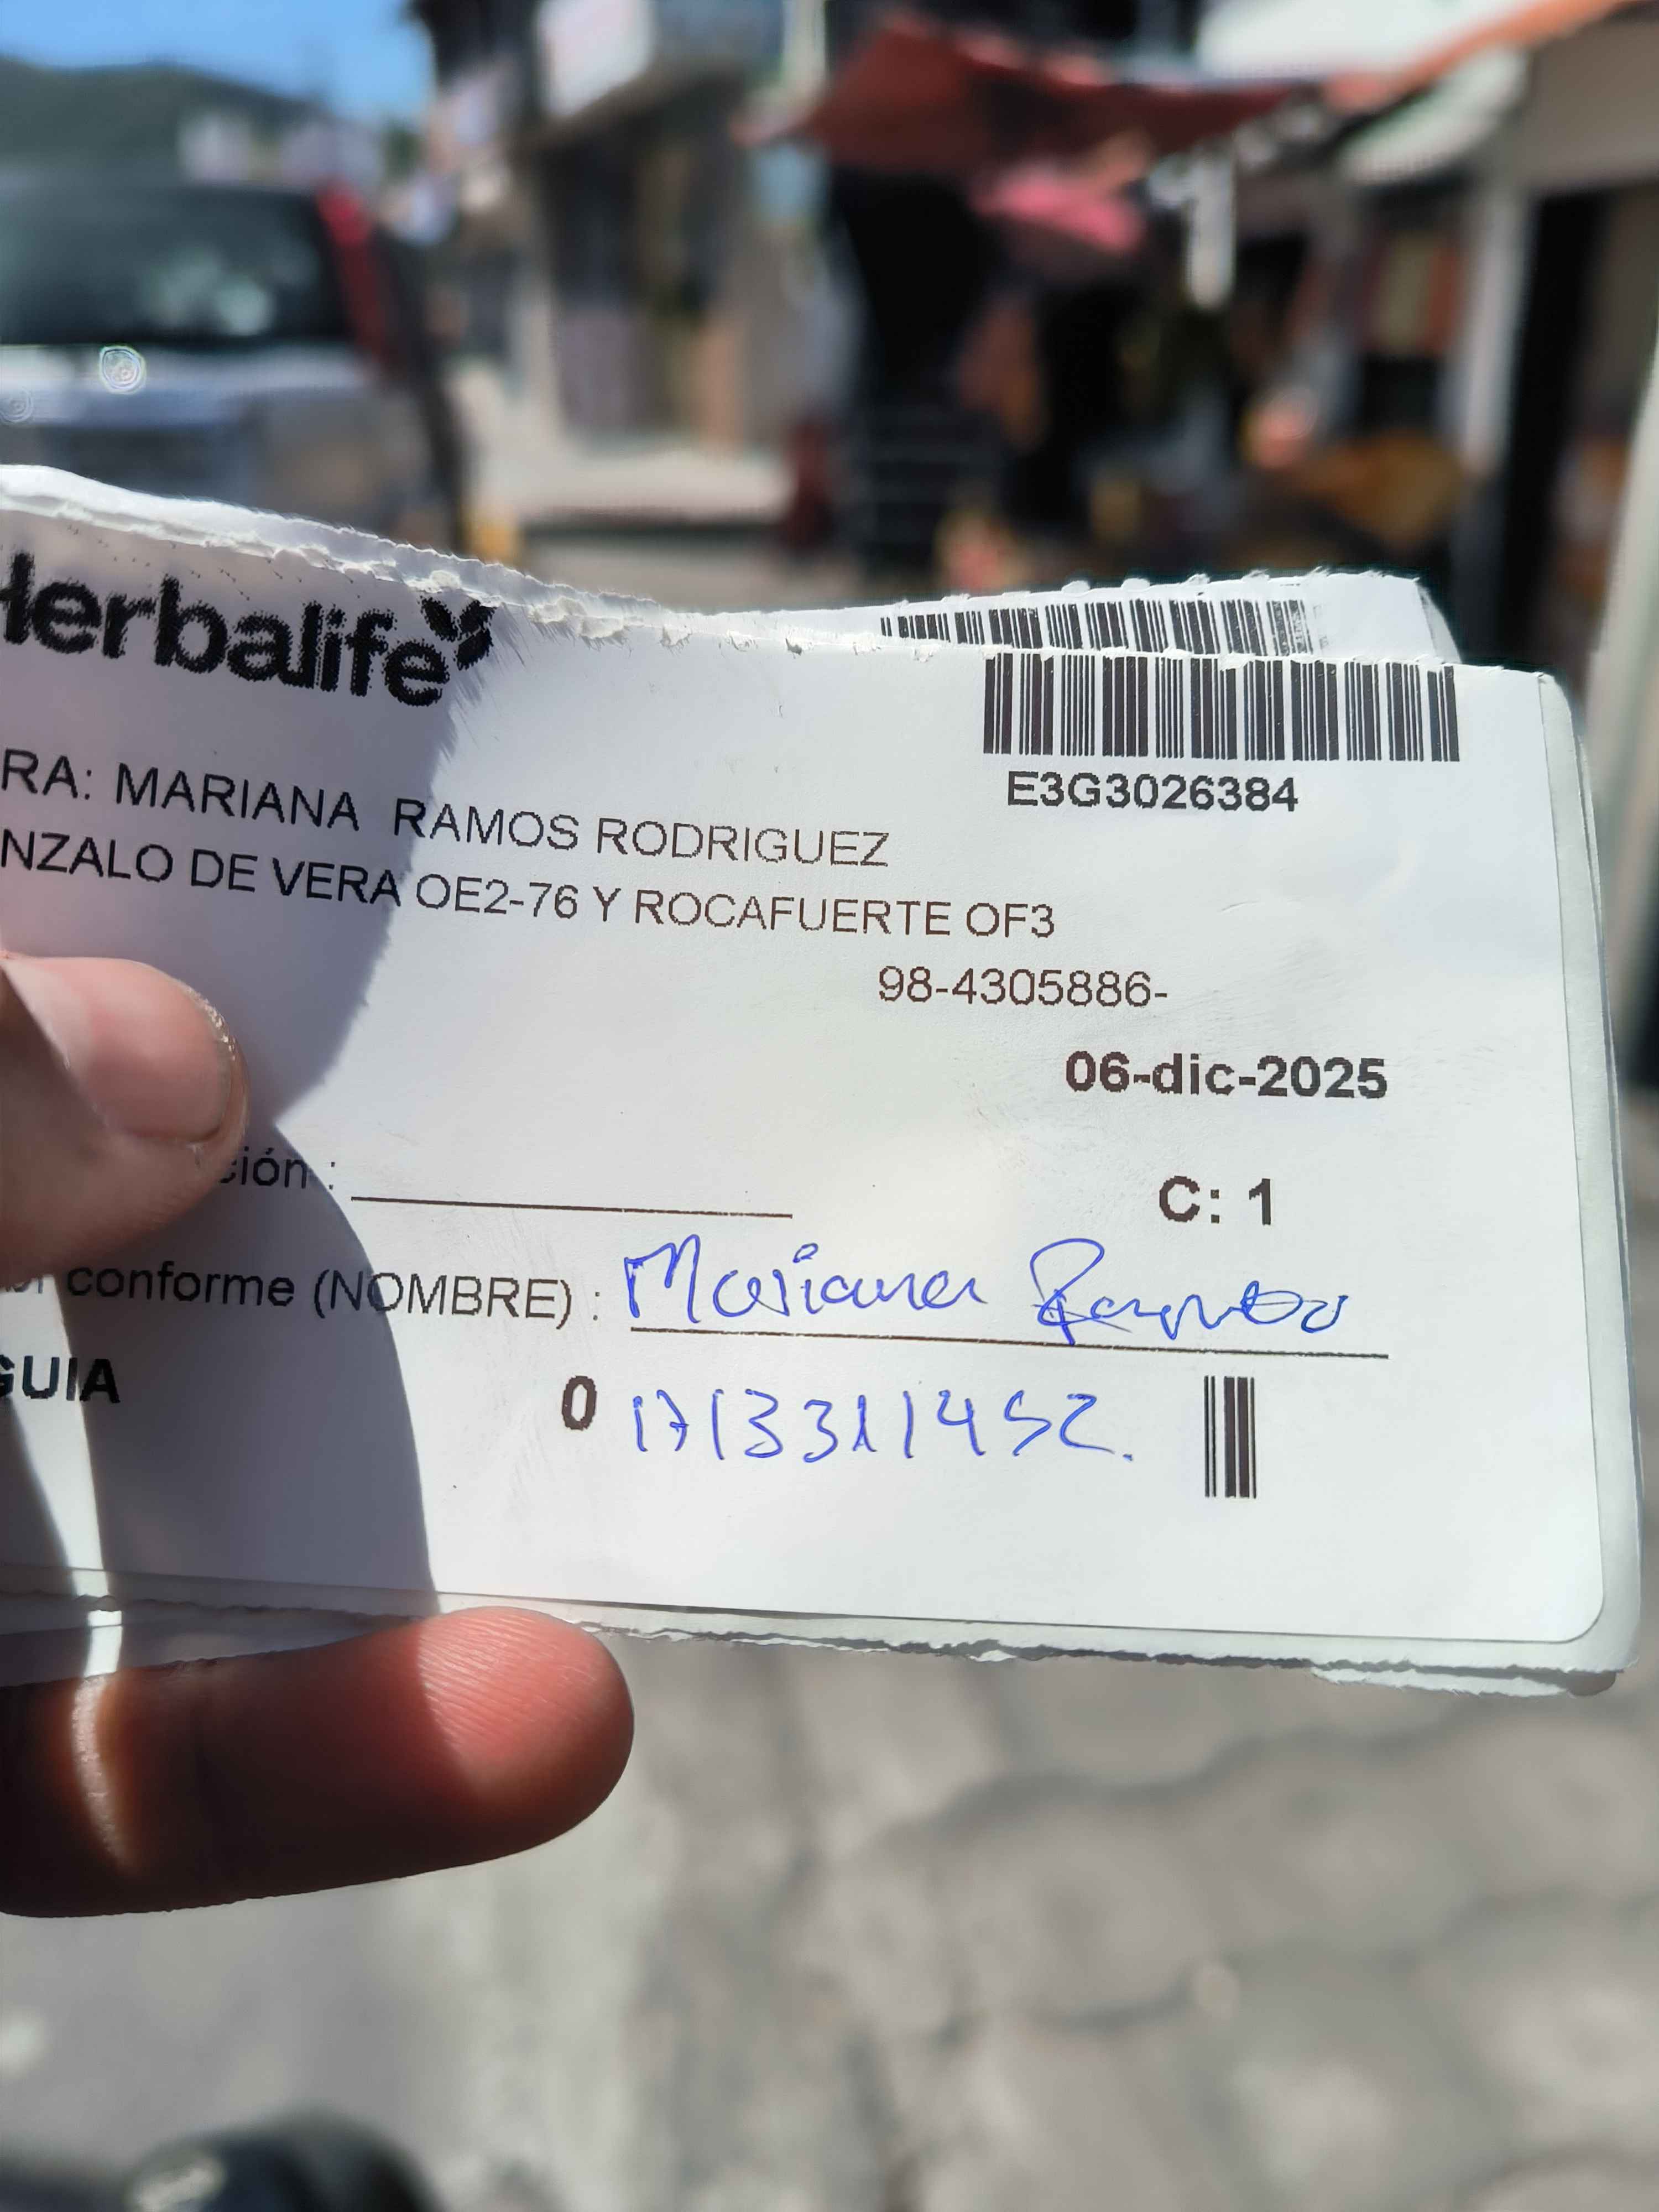 Herbalife
E3G3026384
RA: MARIANA RAMOS RODRIGUEZ
NZALO DE VERA OE2-76 Y ROCAFUERTE OF3
98-4305886-
06-dic-2025
ción :
C: 1
conforme (NOMBRE) : Mariana Ramos
GUIA
0 1713311452.